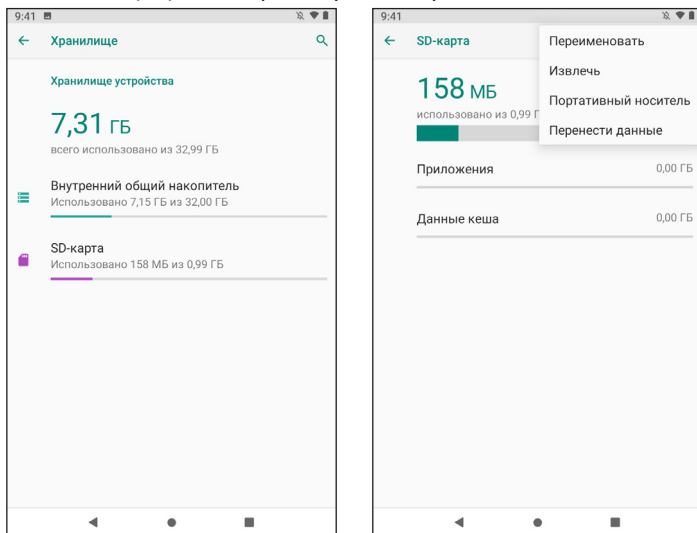 9:41
Хранилище
Хранилище устройства
7,31 ГБ
всего использовано из 32,99 ГБ
Внутренний общий накопитель
Использовано 7,15 ГБ из 32,00 ГБ
SD-карта
Использовано 158 МБ из 0,99 ГБ
9:41
SD-карта
Переименовать
Извлечь
Портативный носитель
Перенести данные
158 МБ
использовано из 0,99
Приложения 0,00 ГБ
Данные кеша 0,00 ГБ